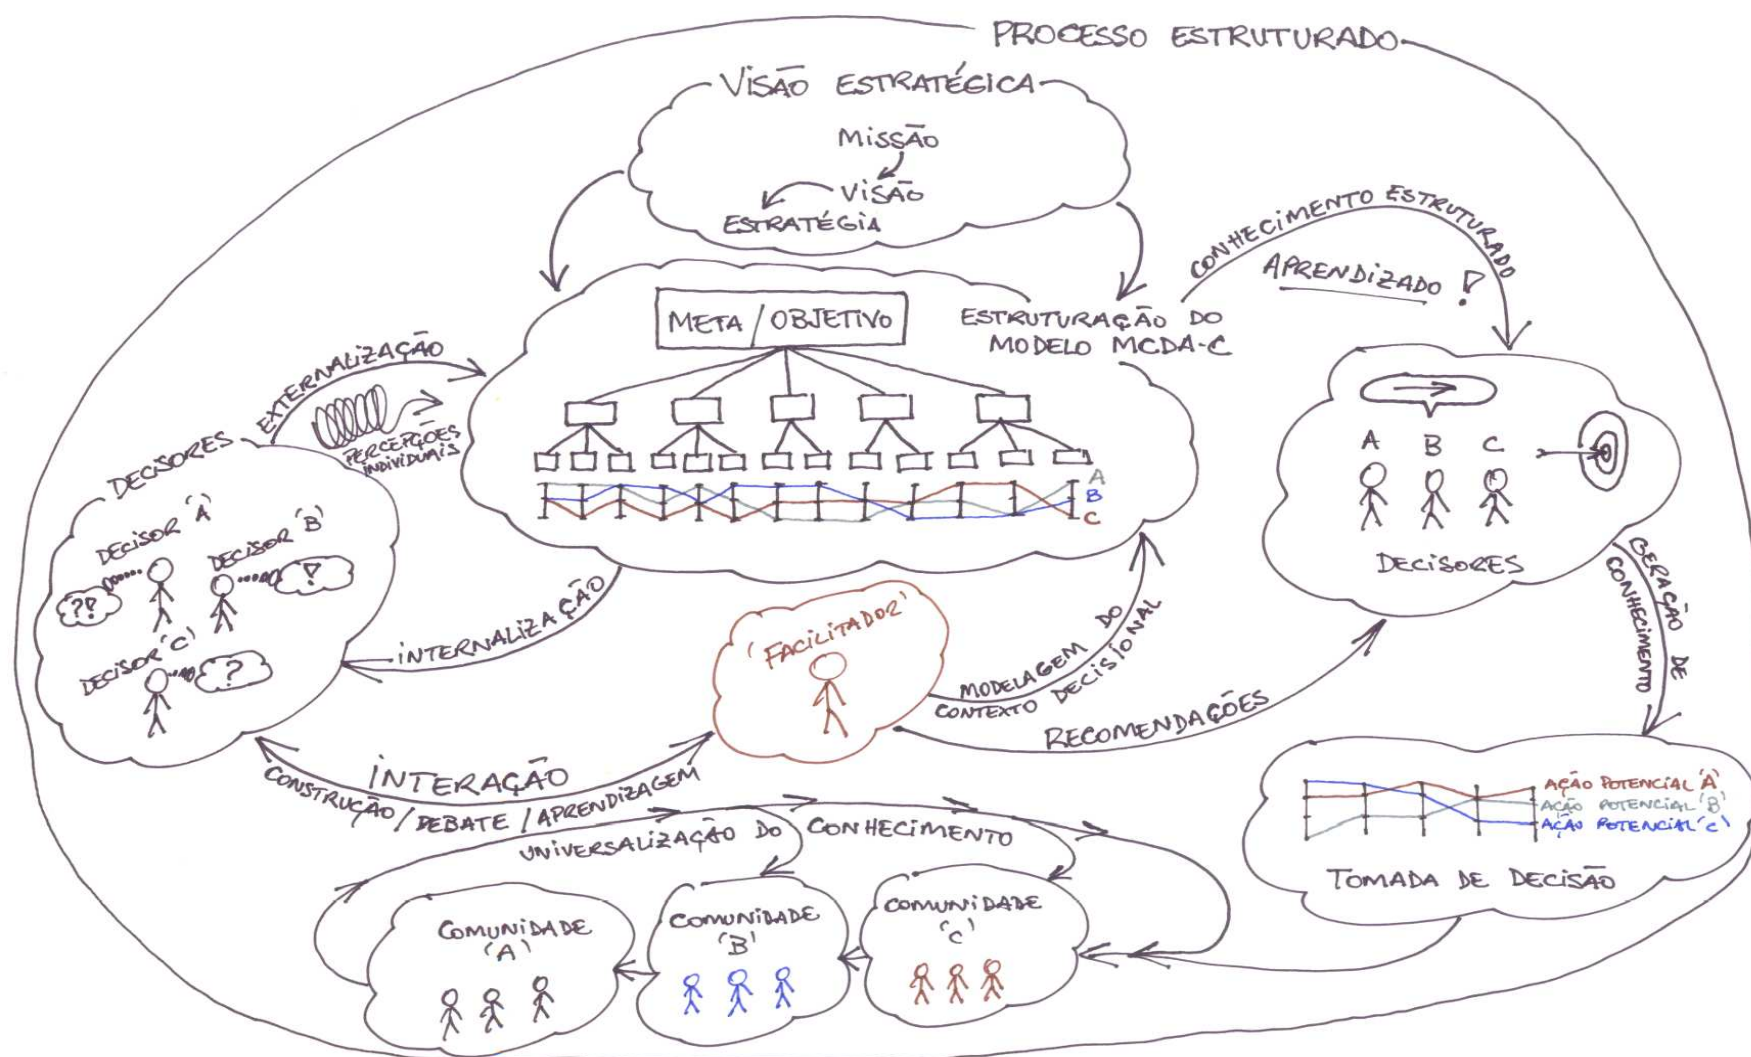 PROCESSO ESTRUTURADO
VISÃO ESTRATÉGICA
MISSÃO
VISÃO
ESTRATÉGIA
META / OBJETIVO
ESTRUTURAÇÃO DO
MODELO MCDA-C
A
B
C
CONHECIMENTO ESTRUTURADO
APRENDIZADO !
EXTERNALIZAÇÃO
PERCEPÇÕES
INDIVIDUAIS
DECISORES
DECISOR 'A'
DECISOR 'B'
?!
!
DECISOR 'C'
?
INTERNALIZAÇÃO
'FACILITADOR'
MODELAGEM DO
CONTEXTO DECISIONAL
RECOMENDAÇÕES
A B C
DECISORES
GERAÇÃO DE
CONHECIMENTO
INTERAÇÃO
CONSTRUÇÃO / DEBATE / APRENDIZAGEM
UNIVERSALIZAÇÃO DO CONHECIMENTO
AÇÃO POTENCIAL 'A'
AÇÃO POTENCIAL 'B'
AÇÃO POTENCIAL 'C'
TOMADA DE DECISÃO
COMUNIDADE
'A'
COMUNIDADE
'B'
COMUNIDADE
'C'